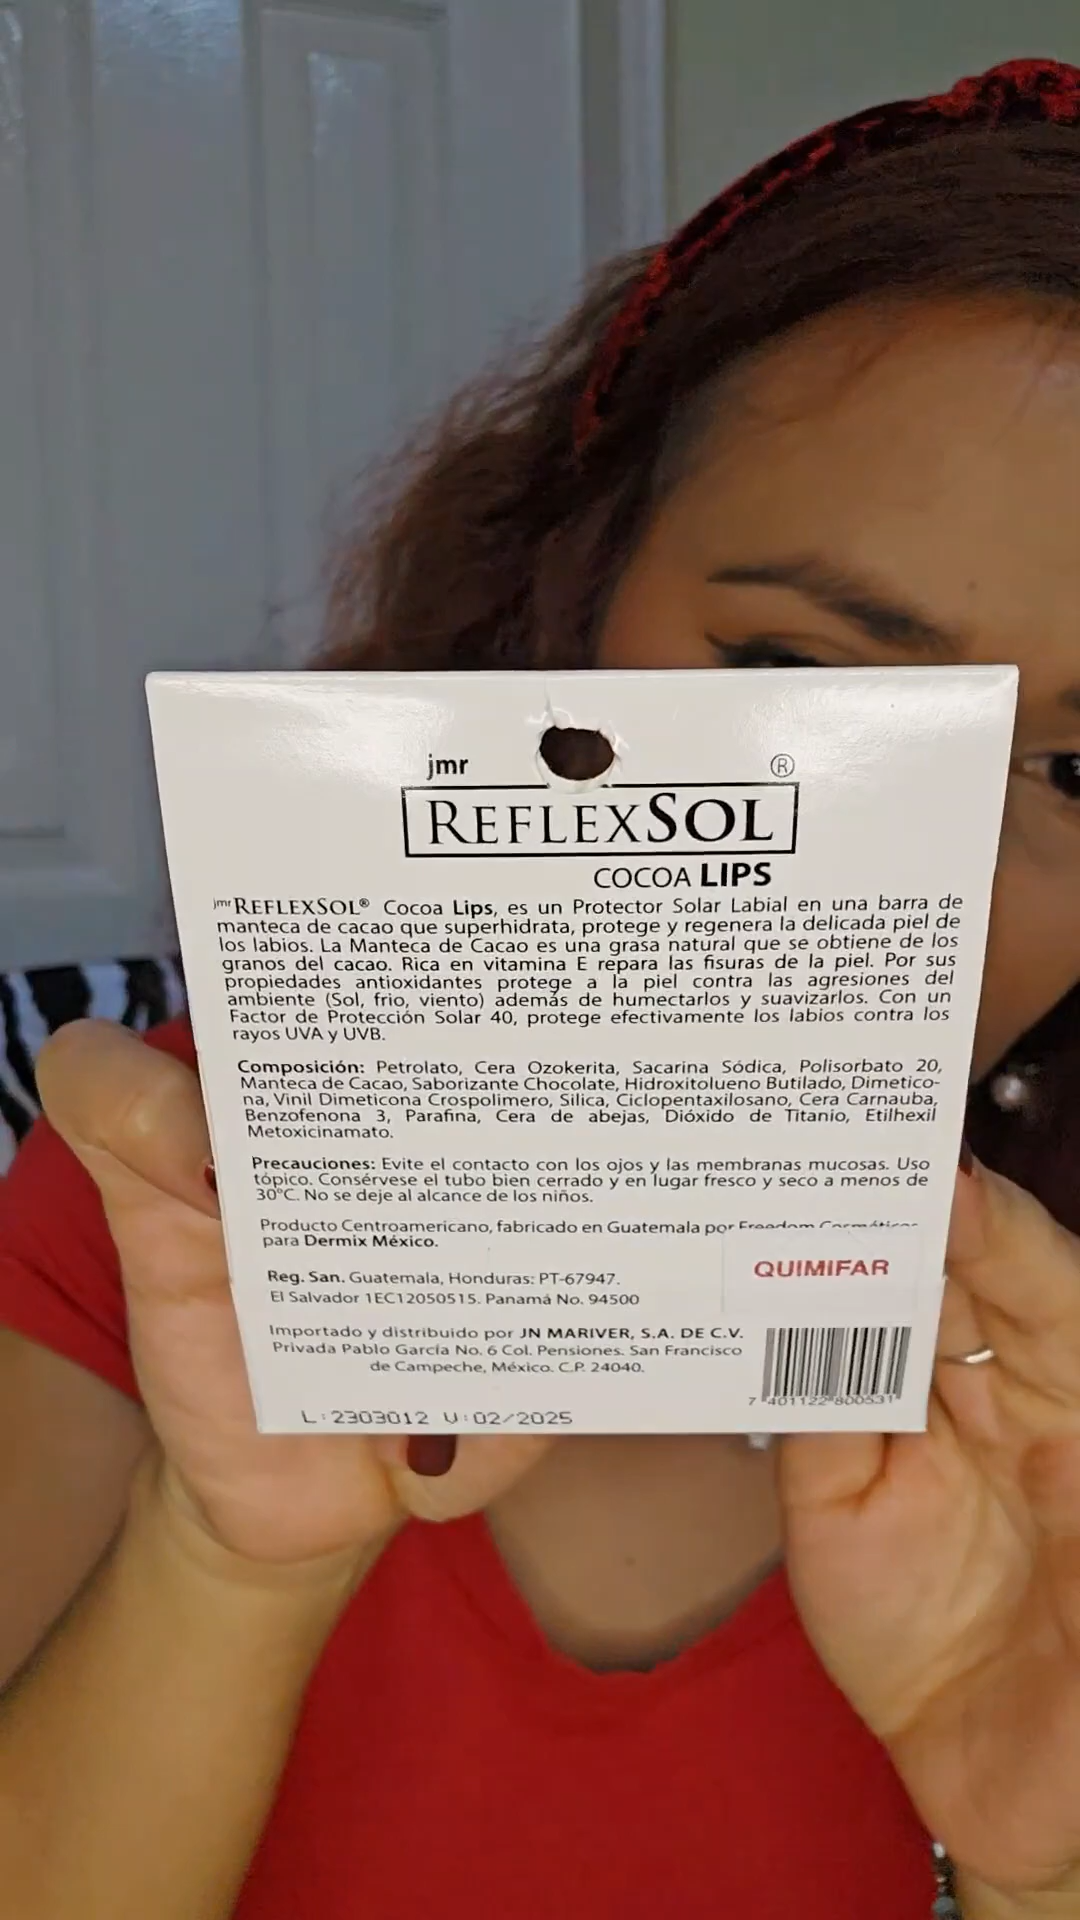 jmr ®
REFLEXSOL
COCOA LIPS
jmrREFLEXSOL® Cocoa Lips, es un Protector Solar Labial en una barra de
manteca de cacao que superhidrata, protege y regenera la delicada piel de
los labios. La Manteca de Cacao es una grasa natural que se obtiene de los
granos del cacao. Rica en vitamina E repara las fisuras de la piel. Por sus
propiedades antioxidantes protege a la piel contra las agresiones del
ambiente (Sol, frio, viento) además de humectarlos y suavizarlos. Con un
Factor de Protección Solar 40, protege efectivamente los labios contra los
rayos UVA y UVB.
Composición: Petrolato, Cera Ozokerita, Sacarina Sódica, Polisorbato 20,
Manteca de Cacao, Saborizante Chocolate, Hidroxitolueno Butilado, Dimetico-
na, Vinil Dimeticona Crospolimero, Silica, Ciclopentaxilosano, Cera Carnauba,
Benzofenona 3, Parafina, Cera de abejas, Dióxido de Titanio, Etilhexil
Metoxicinamato.
Precauciones: Evite el contacto con los ojos y las membranas mucosas. Uso
tópico. Consérvese el tubo bien cerrado y en lugar fresco y seco a menos de
30°C. No se deje al alcance de los niños.
Producto Centroamericano, fabricado en Guatemala por Freedom Cosméticos
para Dermix México.
QUIMIFAR
Reg. San. Guatemala, Honduras: PT-67947.
El Salvador 1EC12050515. Panamá No. 94500
Importado y distribuido por JN MARIVER, S.A. DE C.V.
Privada Pablo García No. 6 Col. Pensiones. San Francisco
de Campeche, México. C.P. 24040.
7 401122 800531
L:2303012 V:02/2025